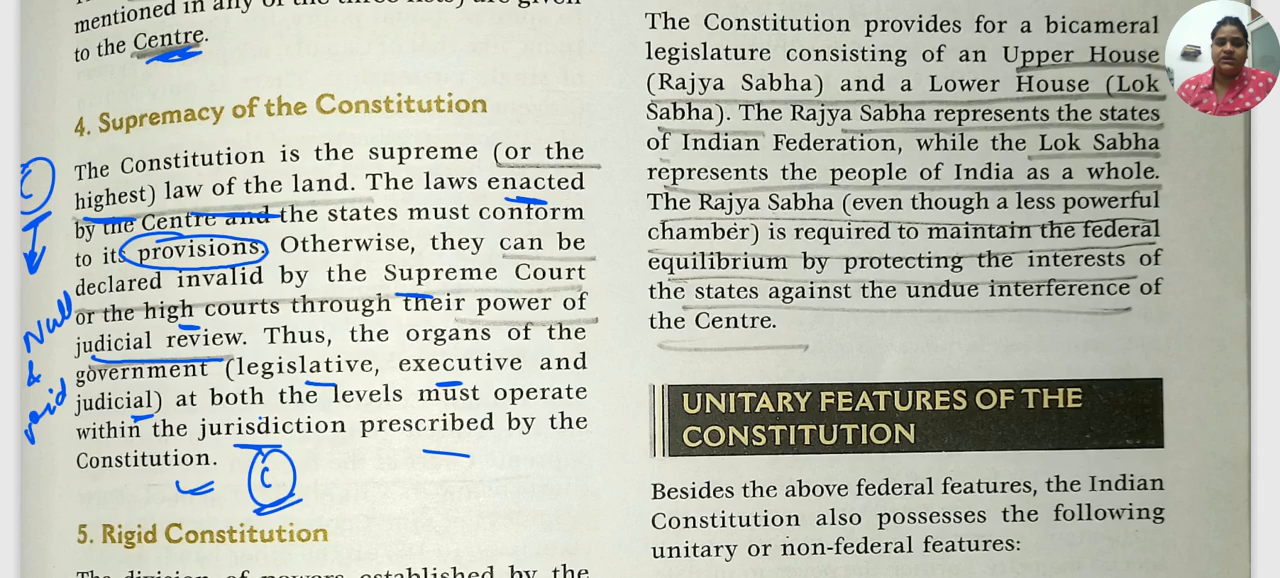 mentioned in any of the three lists) are given
to the Centre.
4. Supremacy of the Constitution
The Constitution is the supreme (or the
highest) law of the land. The laws enacted
by the Centre and the states must conform
to its provisions. Otherwise, they can be
declared invalid by the Supreme Court
or the high courts through their power of
judicial review. Thus, the organs of the
government (legislative, executive and
judicial) at both the levels must operate
within the jurisdiction prescribed by the
Constitution.
C
Null
&
void
C
5. Rigid Constitution
The division of powers established by the
The Constitution provides for a bicameral
legislature consisting of an Upper House
(Rajya Sabha) and a Lower House (Lok
Sabha). The Rajya Sabha represents the states
of Indian Federation, while the Lok Sabha
represents the people of India as a whole.
The Rajya Sabha (even though a less powerful
chamber) is required to maintain the federal
equilibrium by protecting the interests of
the states against the undue interference of
the Centre.
UNITARY FEATURES OF THE
CONSTITUTION
Besides the above federal features, the Indian
Constitution also possesses the following
unitary or non-federal features: